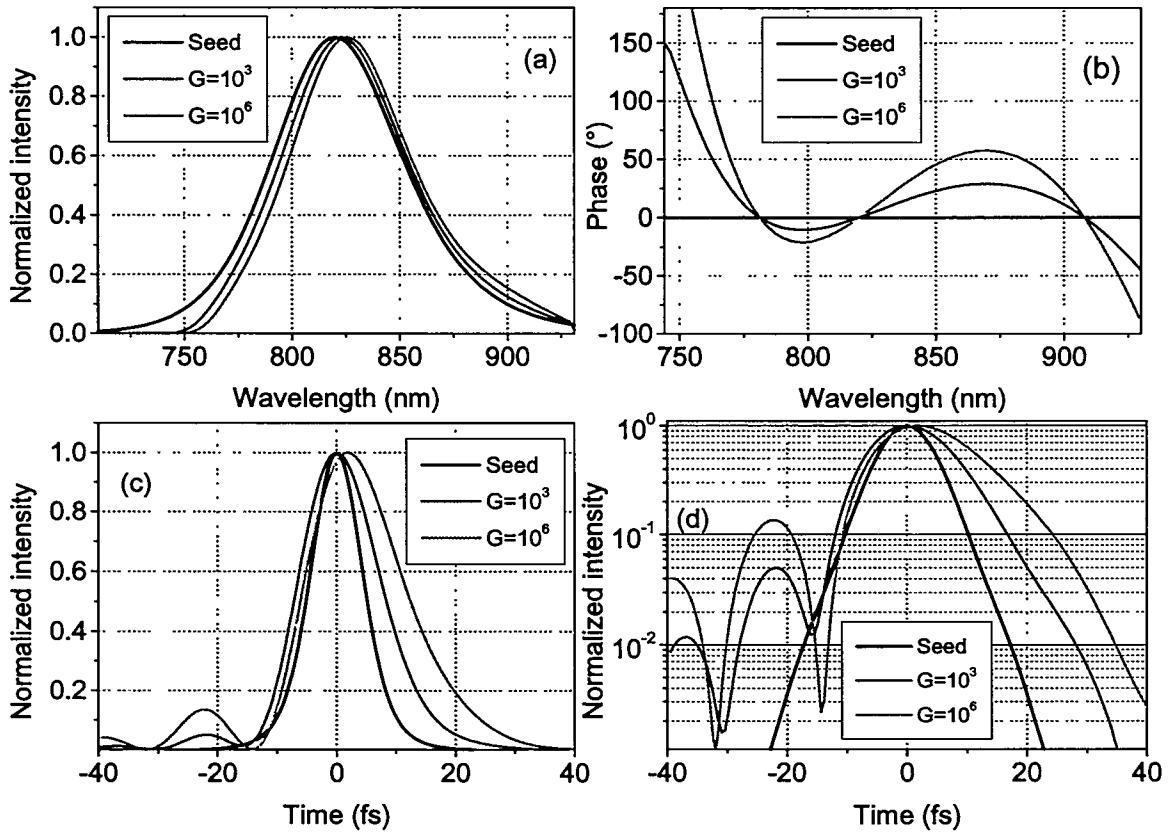 (a)
Seed
G=10³
G=10⁶
Normalized intensity
1.0
0.8
0.6
0.4
0.2
0.0
750
800
850
900
Wavelength (nm)
(b)
Seed
G=10³
G=10⁶
Phase (°)
150
100
50
0
-50
-100
750
800
850
900
Wavelength (nm)
(c)
Seed
G=10³
G=10⁶
Normalized intensity
1.0
0.8
0.6
0.4
0.2
-40
-20
0
20
40
Time (fs)
(d)
Seed
G=10³
G=10⁶
Normalized intensity
10⁰
10⁻¹
10⁻²
-40
-20
0
20
40
Time (fs)